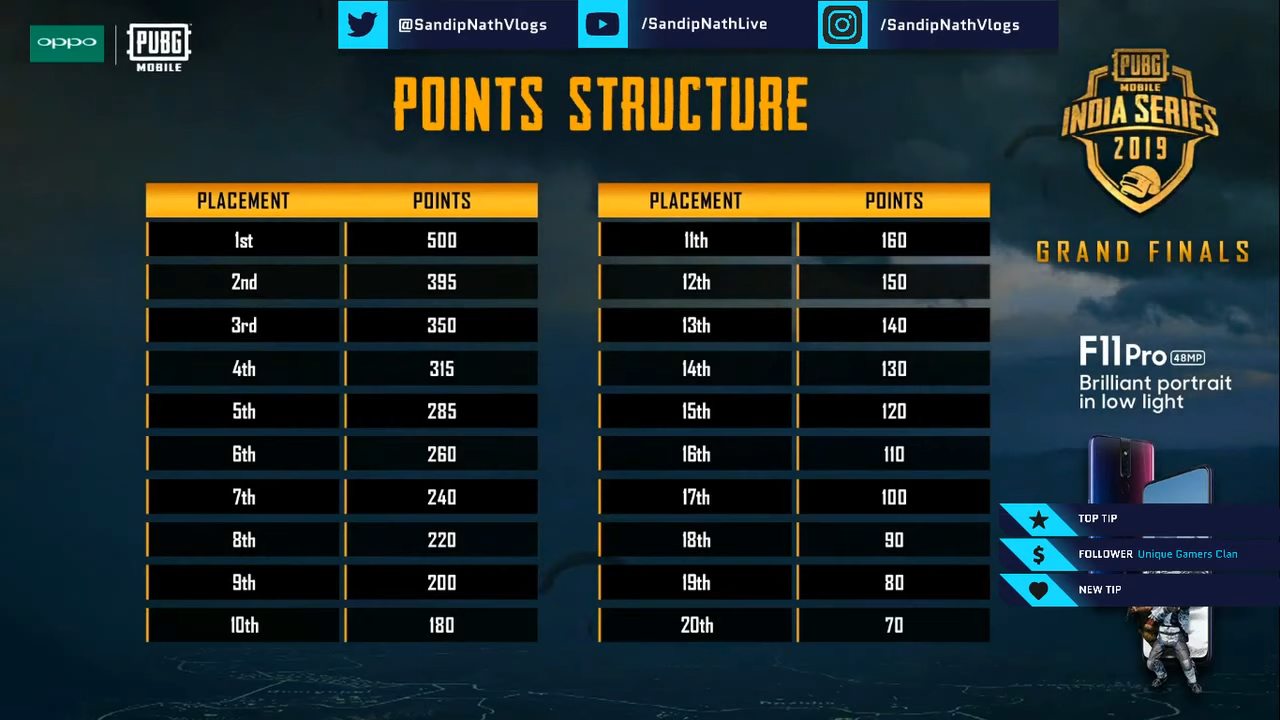 oppo
PUBG
MOBILE
@SandipNathVlogs
/SandipNathLive
/SandipNathVlogs
POINTS STRUCTURE
PUBG
MOBILE
INDIA SERIES
2019
GRAND FINALS
PLACEMENT POINTS
1st 500
2nd 395
3rd 350
4th 315
5th 285
6th 260
7th 240
8th 220
9th 200
10th 180
PLACEMENT POINTS
11th 160
12th 150
13th 140
14th 130
15th 120
16th 110
17th 100
18th 90
19th 80
20th 70
F11 Pro 48MP
Brilliant portrait
in low light
TOP TIP
$ FOLLOWER Unique Gamers Clan
NEW TIP